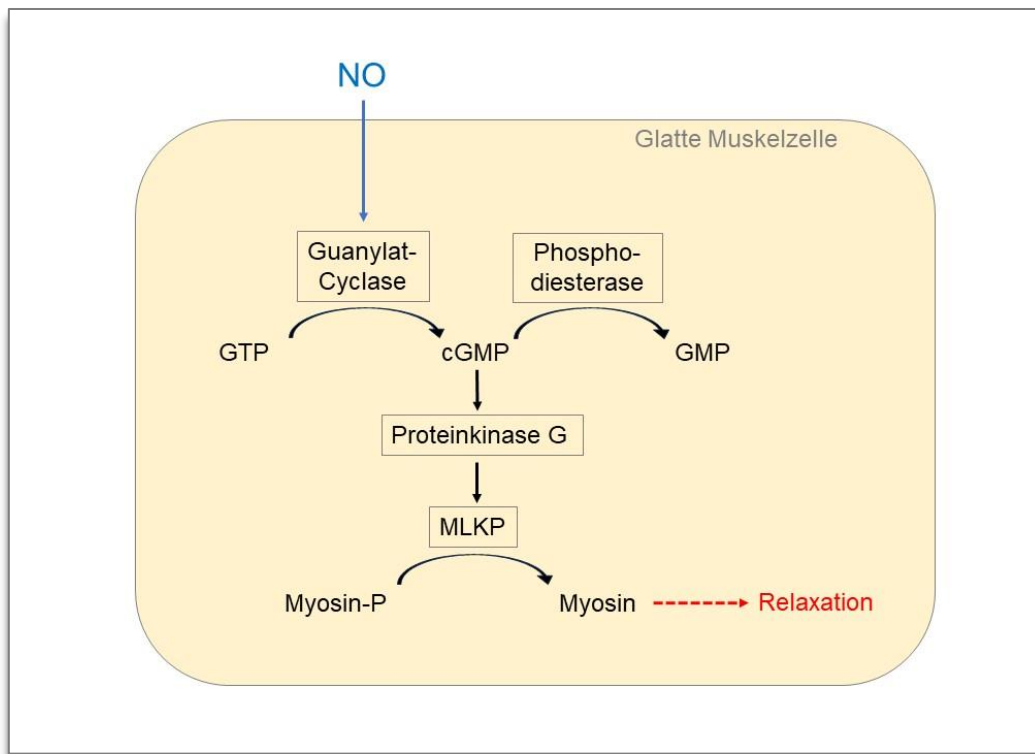 NO
Glatte Muskelzelle
Guanylat-
Cyclase
Phospho-
diesterase
GTP
cGMP
GMP
Proteinkinase G
MLKP
Myosin-P
Myosin
Relaxation